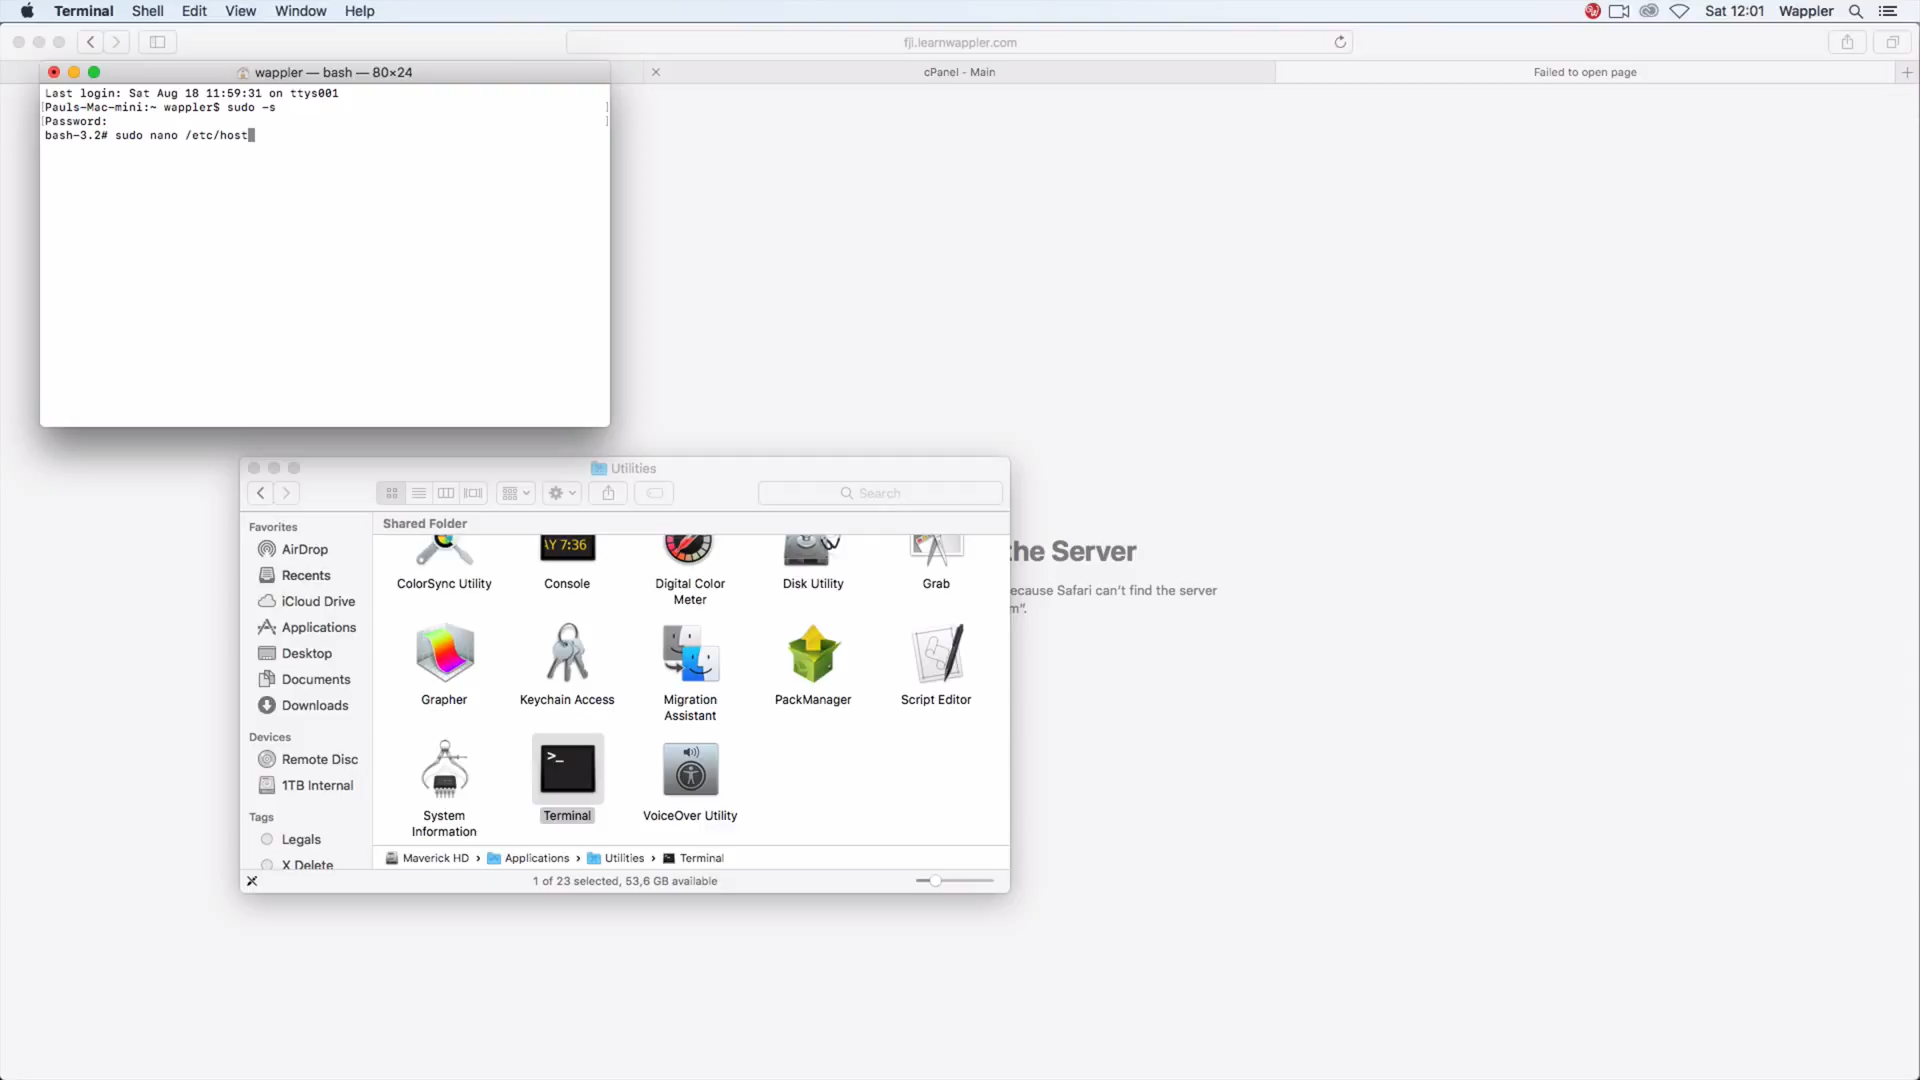 Terminal Shell Edit View Window Help
Sat 12:01 Wappler
fji.learnwappler.com
cPanel - Main
Failed to open page
wappler — bash — 80×24
Last login: Sat Aug 18 11:59:31 on ttys001
[Pauls-Mac-mini:~ wappler$ sudo -s ]
[Password: ]
bash-3.2# sudo nano /etc/host
Utilities
Search
Favorites
AirDrop
Recents
iCloud Drive
Applications
Desktop
Documents
Downloads
Devices
Remote Disc
1TB Internal
Tags
Legals
X Delete
Shared Folder
AY 7:36
ColorSync Utility
Console
Digital Color
Meter
Disk Utility
Grab
Grapher
Keychain Access
Migration
Assistant
PackManager
Script Editor
System
Information
>_
Terminal
VoiceOver Utility
Maverick HD › Applications › Utilities › Terminal
1 of 23 selected, 53,6 GB available
the Server
ecause Safari can't find the server
m".